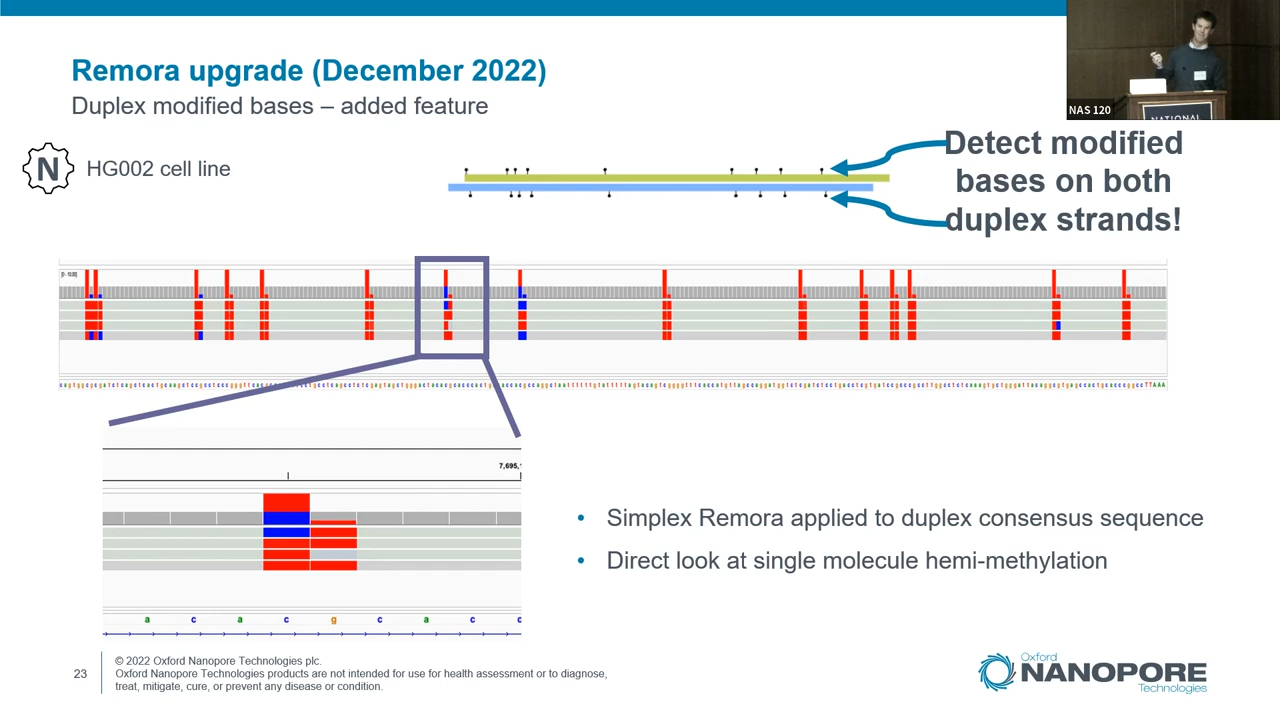 Remora upgrade (December 2022)
Duplex modified bases – added feature
NAS 120
NATIONAL
N
HG002 cell line
Detect modified
bases on both
duplex strands!
7,695,
a c a c g c a c c
• Simplex Remora applied to duplex consensus sequence
• Direct look at single molecule hemi-methylation
23
© 2022 Oxford Nanopore Technologies plc.
Oxford Nanopore Technologies products are not intended for use for health assessment or to diagnose,
treat, mitigate, cure, or prevent any disease or condition.
Oxford
NANOPORE
Technologies